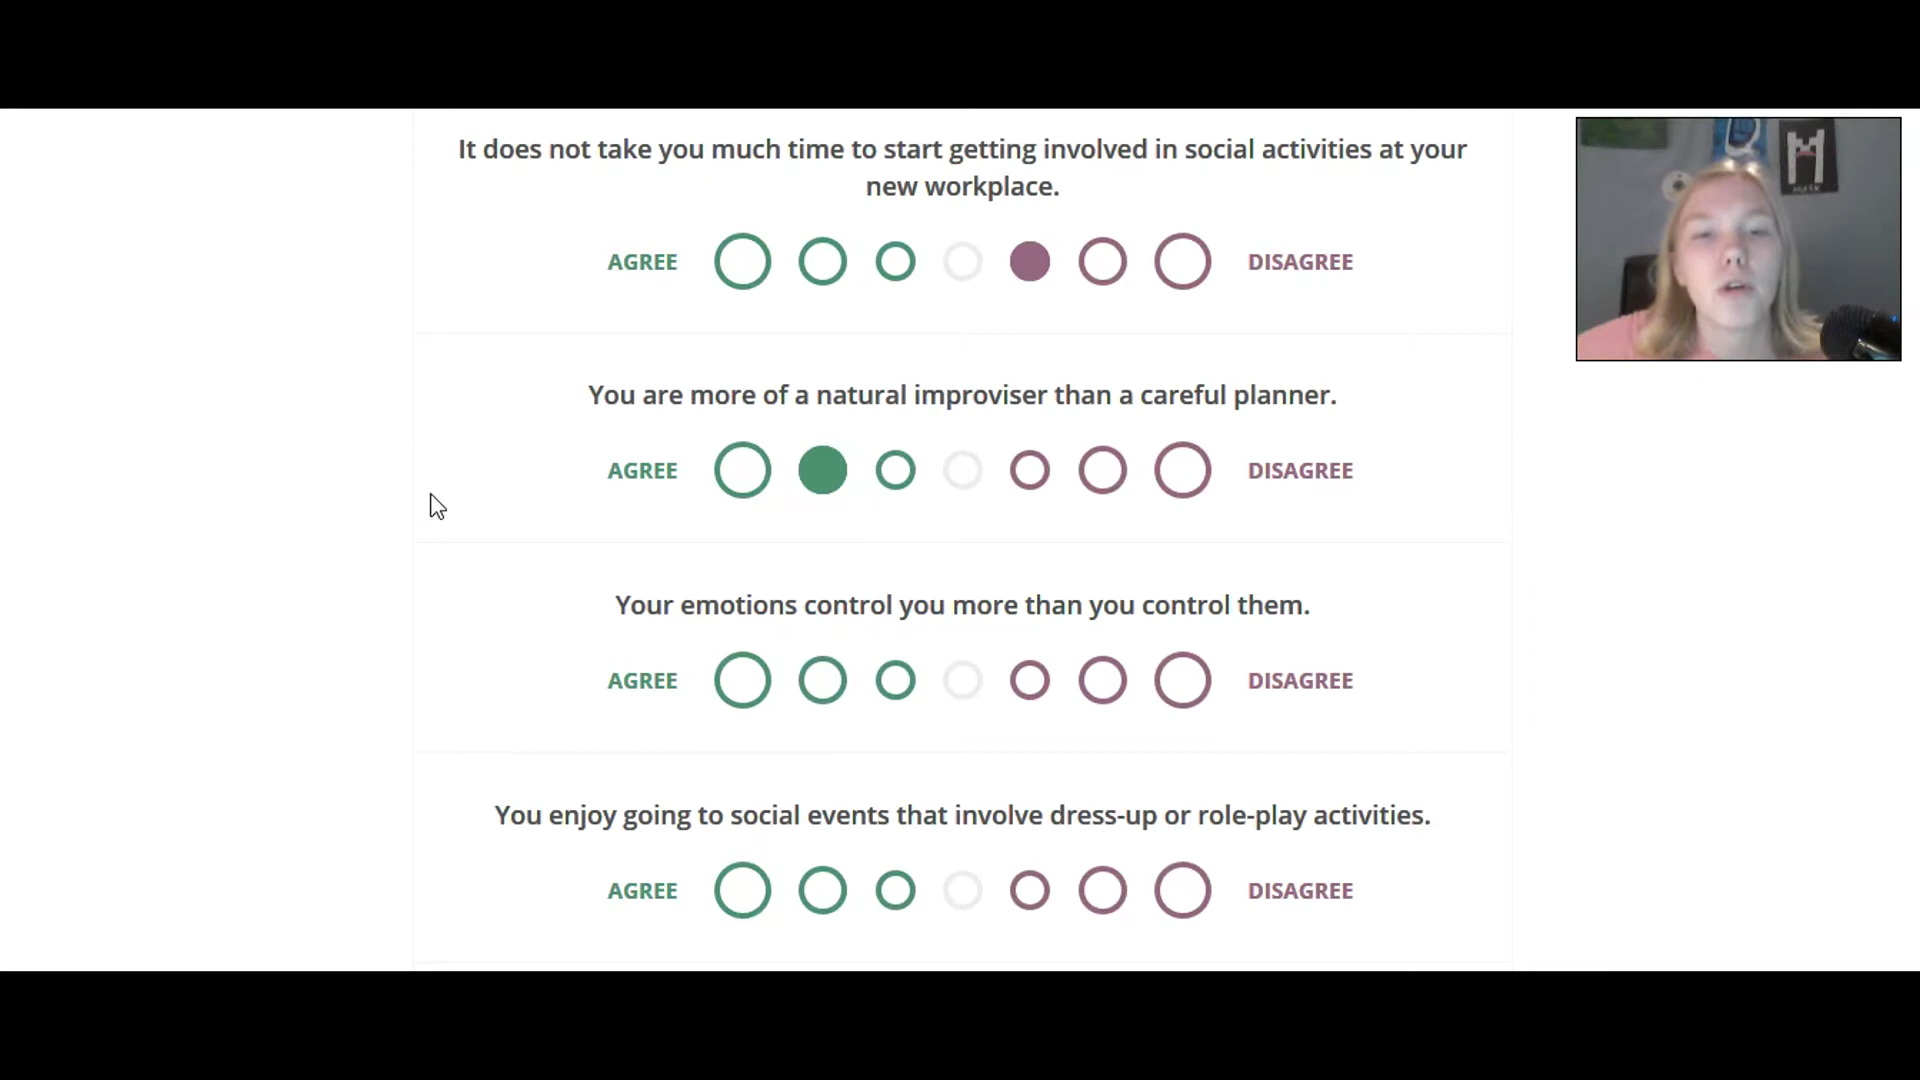 It does not take you much time to start getting involved in social activities at your
new workplace.
AGREE DISAGREE
You are more of a natural improviser than a careful planner.
AGREE DISAGREE
Your emotions control you more than you control them.
AGREE DISAGREE
You enjoy going to social events that involve dress-up or role-play activities.
AGREE DISAGREE